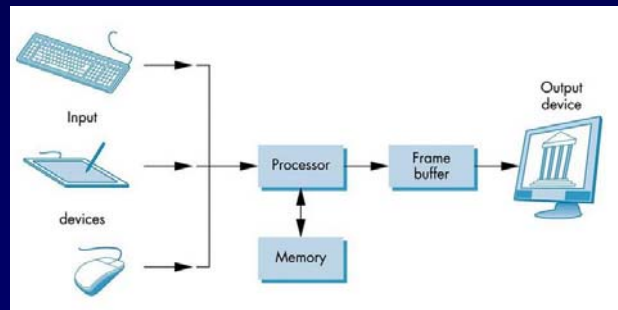 Input
devices
Processor
Memory
Frame
buffer
Output
device